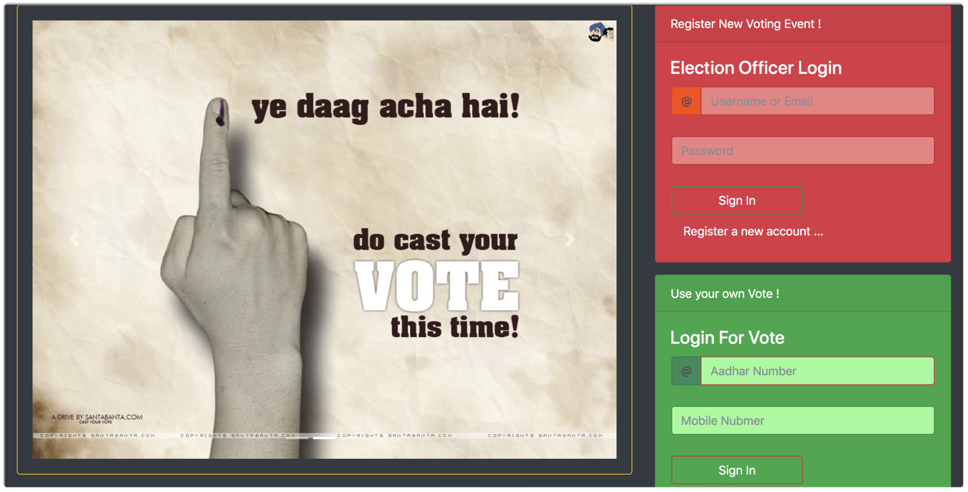 ye daag acha hai!
do cast your
VOTE
this time!
A DRIVE BY SANTABANTA.COM
CAST YOUR VOTE
COPYRIGHTS SANTABANTA.COM COPYRIGHTS SANTABANTA.COM COPYRIGHTS SANTABANTA.COM COPYRIGHTS SANTABANTA.COM
Register New Voting Event !
Election Officer Login
@ Username or Email
Password
Sign In
Register a new account ...
Use your own Vote !
Login For Vote
@ Aadhar Number
Mobile Nubmer
Sign In